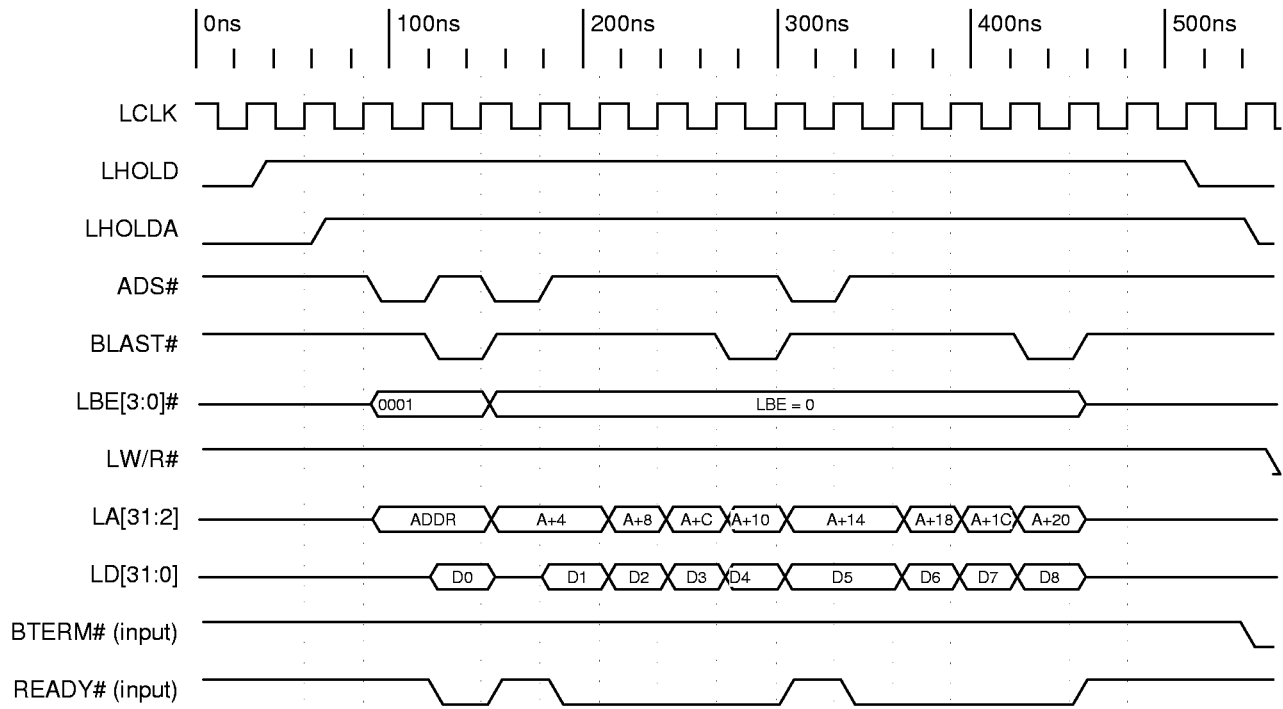 0ns 100ns 200ns 300ns 400ns 500ns
LCLK
LHOLD
LHOLDA
ADS#
BLAST#
LBE[3:0]# 0001 LBE = 0
LW/R#
LA[31:2] ADDR A+4 A+8 A+C A+10 A+14 A+18 A+1C A+20
LD[31:0] D0 D1 D2 D3 D4 D5 D6 D7 D8
BTERM# (input)
READY# (input)